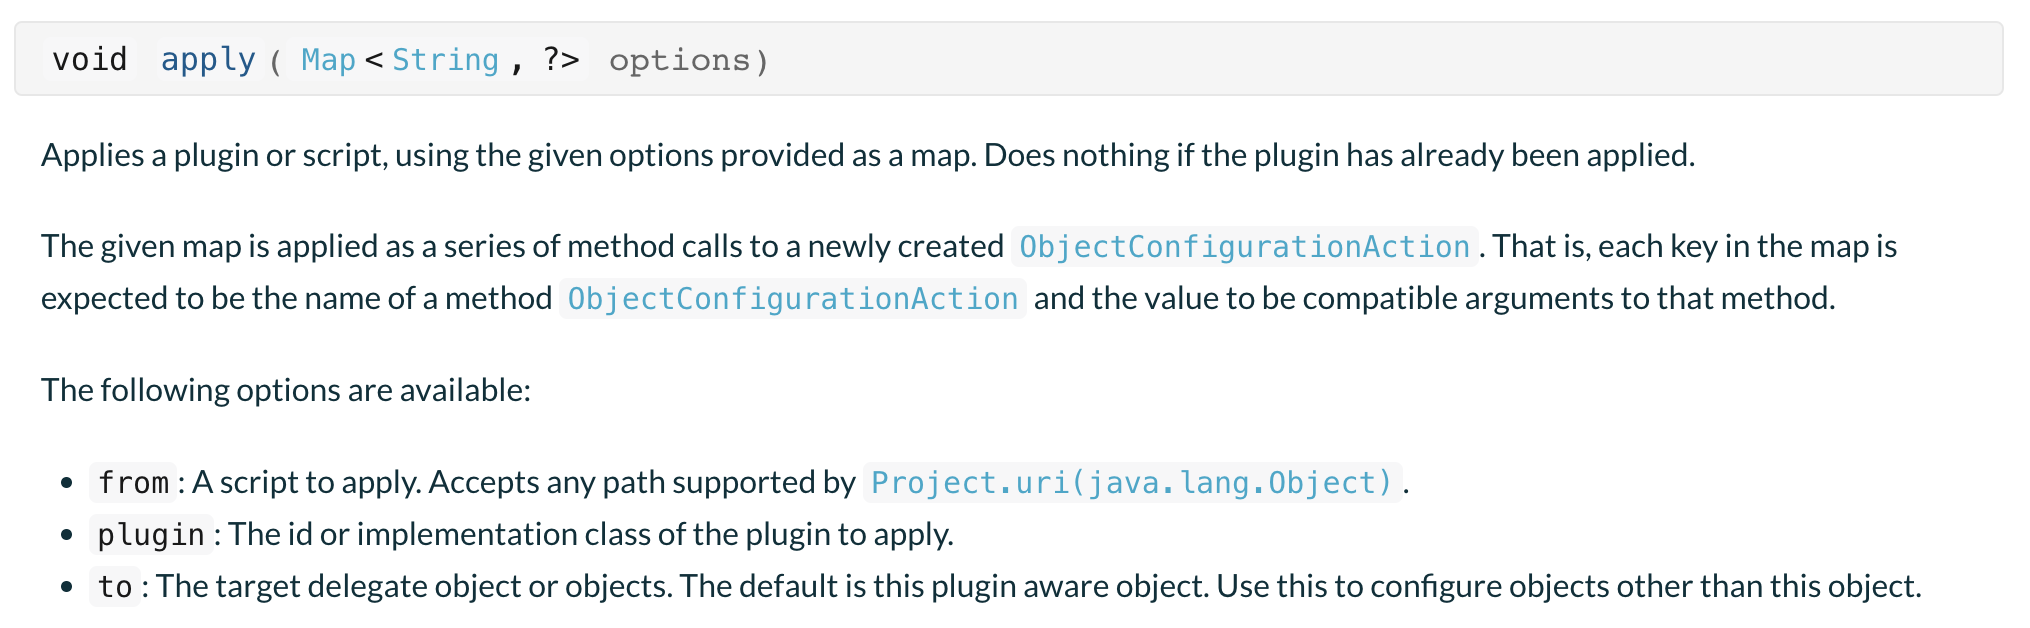 void apply( Map<String, ?> options)
Applies a plugin or script, using the given options provided as a map. Does nothing if the plugin has already been applied.
The given map is applied as a series of method calls to a newly created ObjectConfigurationAction. That is, each key in the map is
expected to be the name of a method ObjectConfigurationAction and the value to be compatible arguments to that method.
The following options are available:
• from: A script to apply. Accepts any path supported by Project.uri(java.lang.Object).
• plugin: The id or implementation class of the plugin to apply.
• to: The target delegate object or objects. The default is this plugin aware object. Use this to configure objects other than this object.